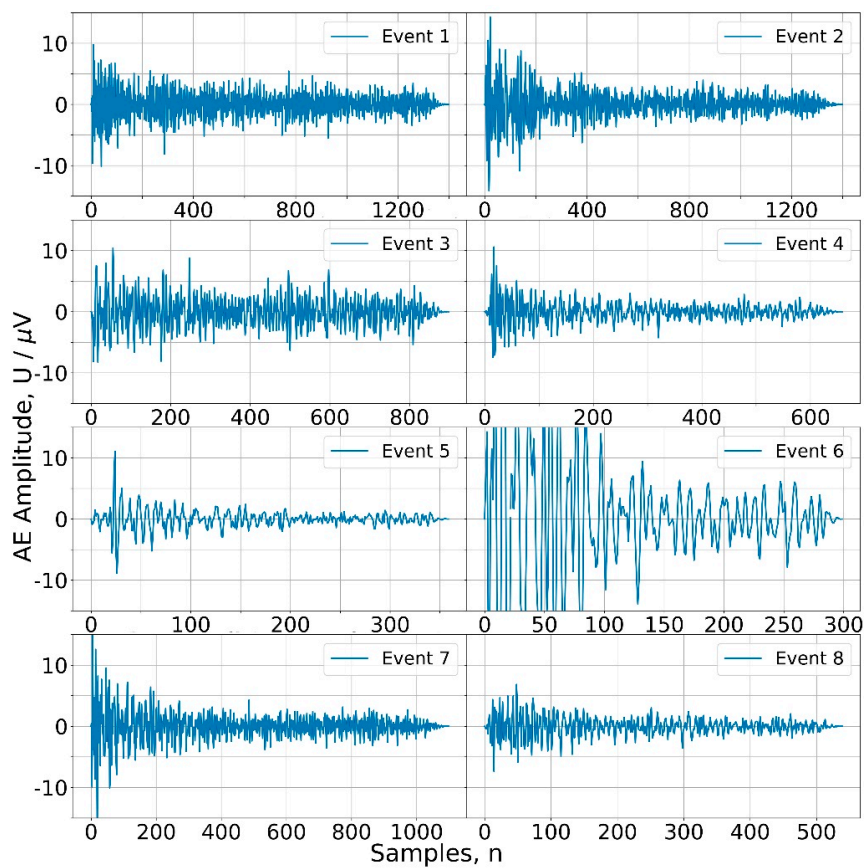 Event 1
Event 2
10
0
-10
0 400 800 1200
0 400 800 1200
Event 3
Event 4
10
0
-10
0 200 400 600 800
0 200 400 600
Event 5
Event 6
10
0
-10
0 100 200 300
0 50 100 150 200 250 300
Event 7
Event 8
10
0
-10
0 200 400 600 800 1000
0 100 200 300 400 500
AE Amplitude, U / μV
Samples, n